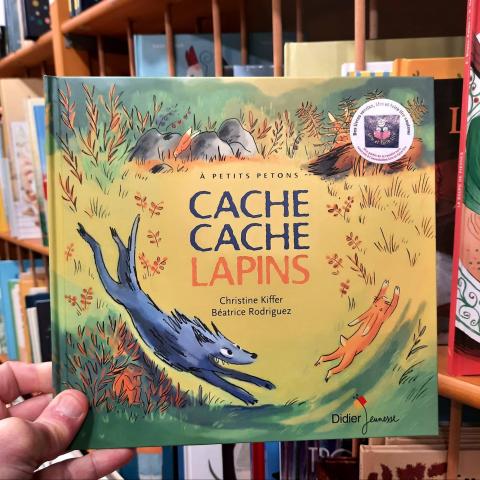 À PETITS PETONS
CACHE
CACHE
LAPINS
Christine Kiffer
Béatrice Rodriguez
Didier Jeunesse